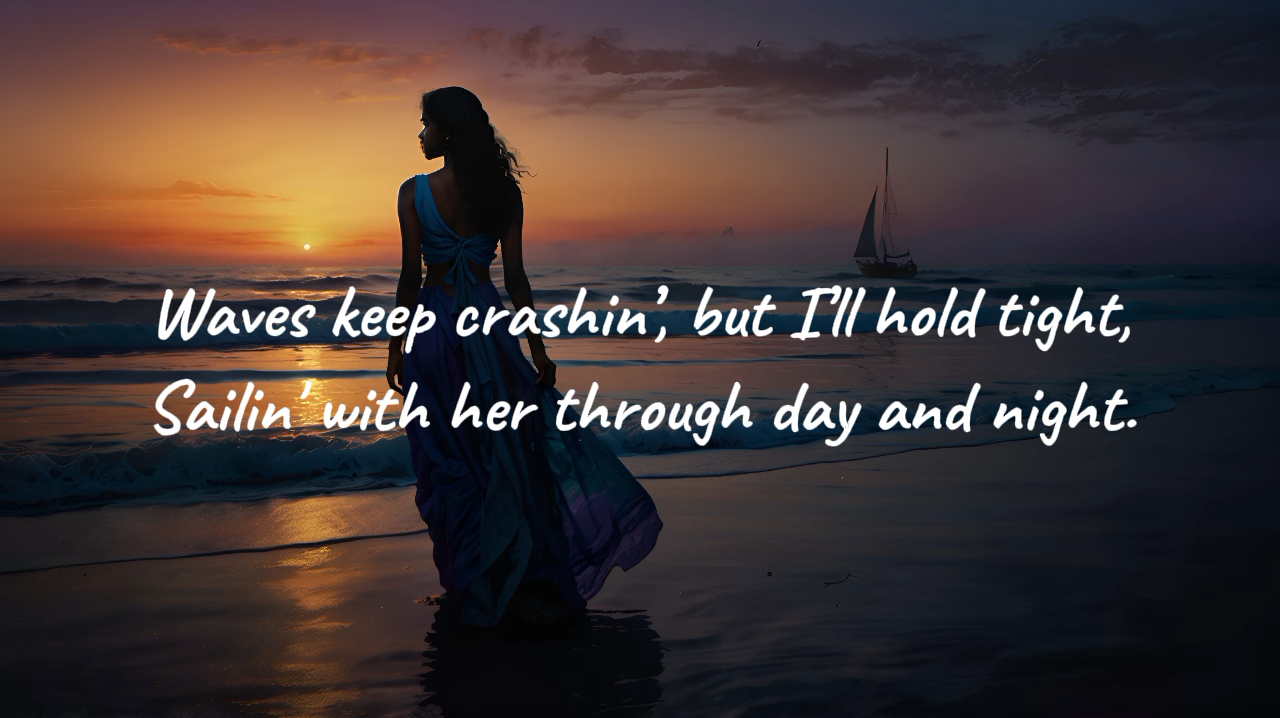 Waves keep crashin’, but I’ll hold tight,
Sailin’ with her through day and night.